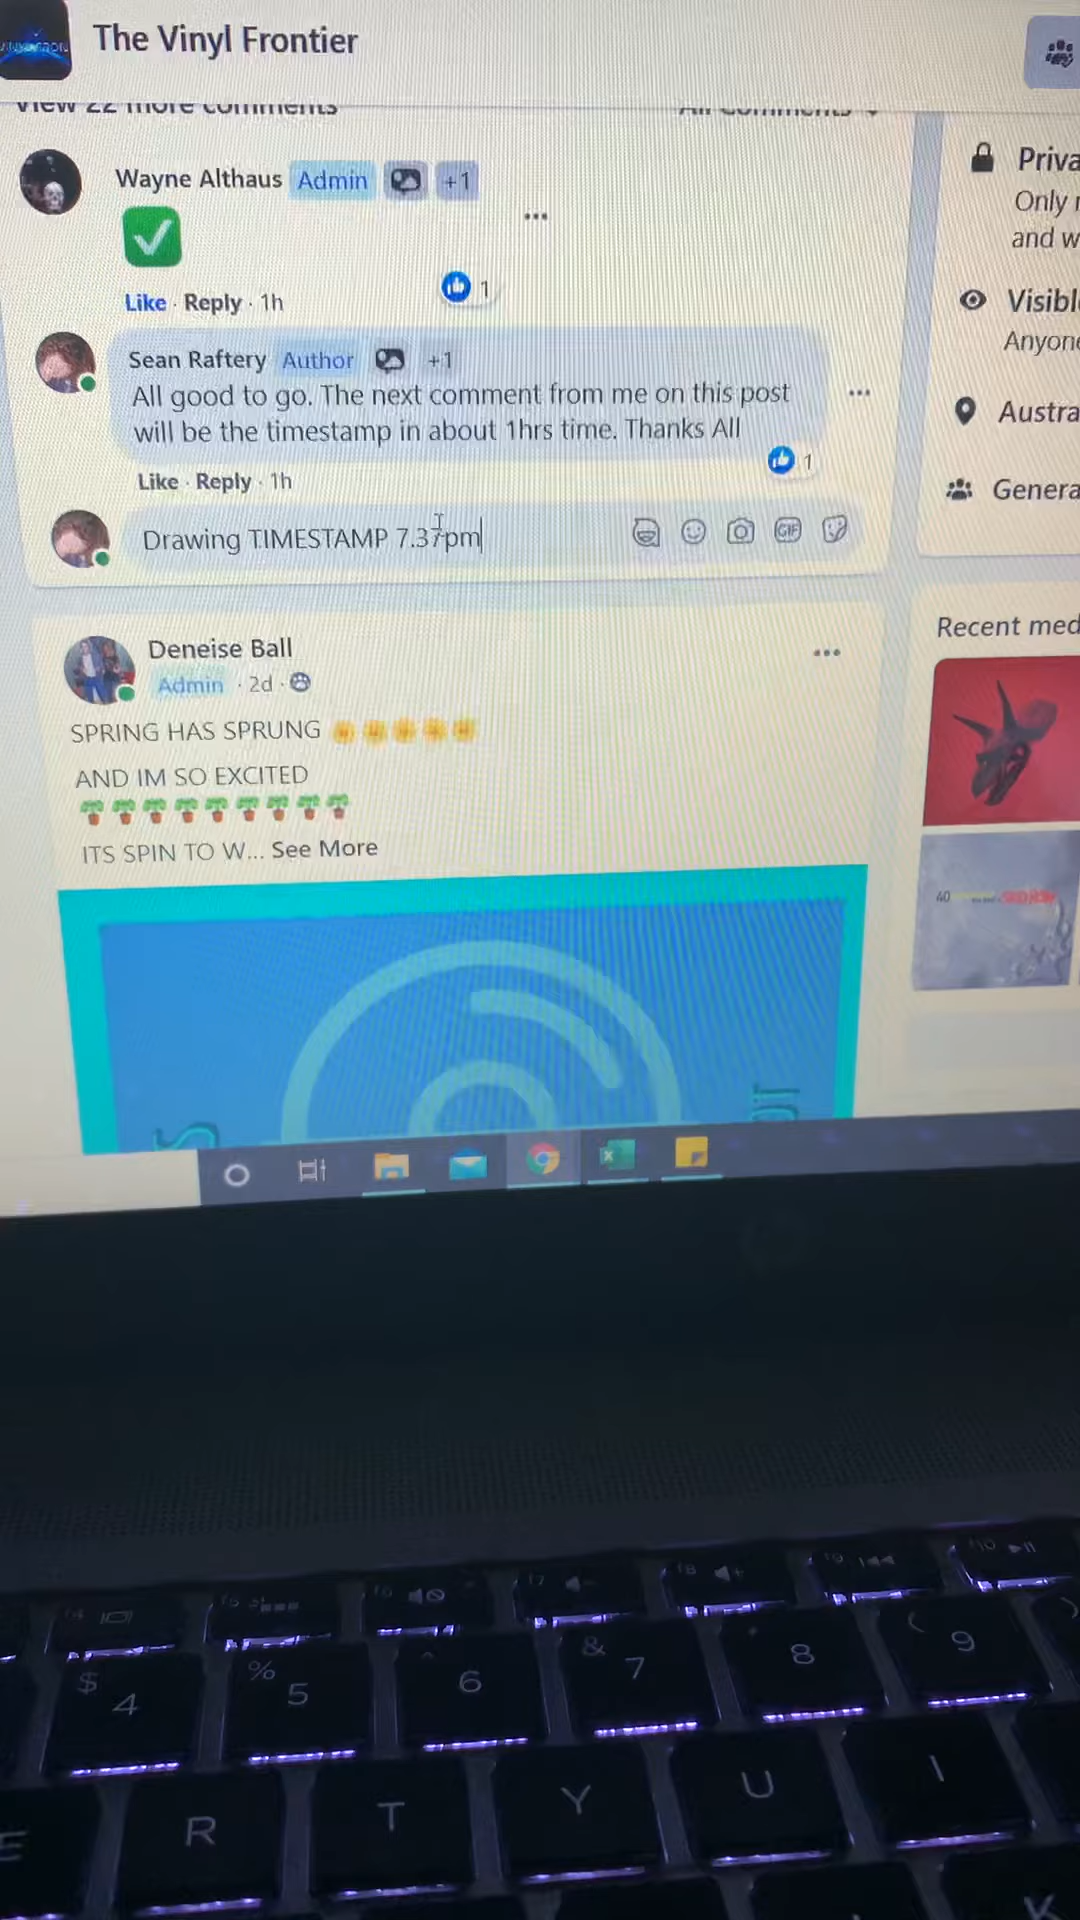 The Vinyl Frontier
View 22 more comments
All Comments
Wayne Althaus Admin +1
Like · Reply · 1h
1
Sean Raftery Author +1
All good to go. The next comment from me on this post
will be the timestamp in about 1hrs time. Thanks All
1
Like · Reply · 1h
Drawing TIMESTAMP 7.37pm
GIF
Deneise Ball
Admin · 2d ·
SPRING HAS SPRUNG
AND IM SO EXCITED
ITS SPIN TO W... See More
Priva
Only
and w
Visibl
Anyone
Austra
Genera
Recent med
40
$ 4
% 5
^ 6
& 7
8
( 9
E R T Y U I
K